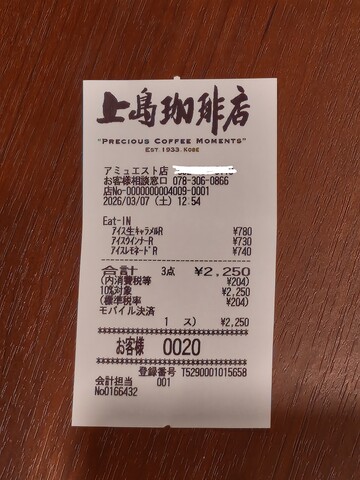 上島珈琲店
"PRECIOUS COFFEE MOMENTS"
EST 1933. KOBE
アミュエスト店
お客様相談窓口 078-306-0866
店No-0000000004009-0001
2026/03/07 (土) 12:54
Eat-IN
アイス生キャラメルR ¥780
アイスウインナーR ¥730
アイスレモネードR ¥740
合計 3点 ¥2,250
(内消費税等 ¥204)
10%対象 ¥2,250
(標準税率 ¥204)
モバイル決済
1 ス) ¥2,250
お客様 0020
登録番号 T5290001015658
会計担当 001
No0166432